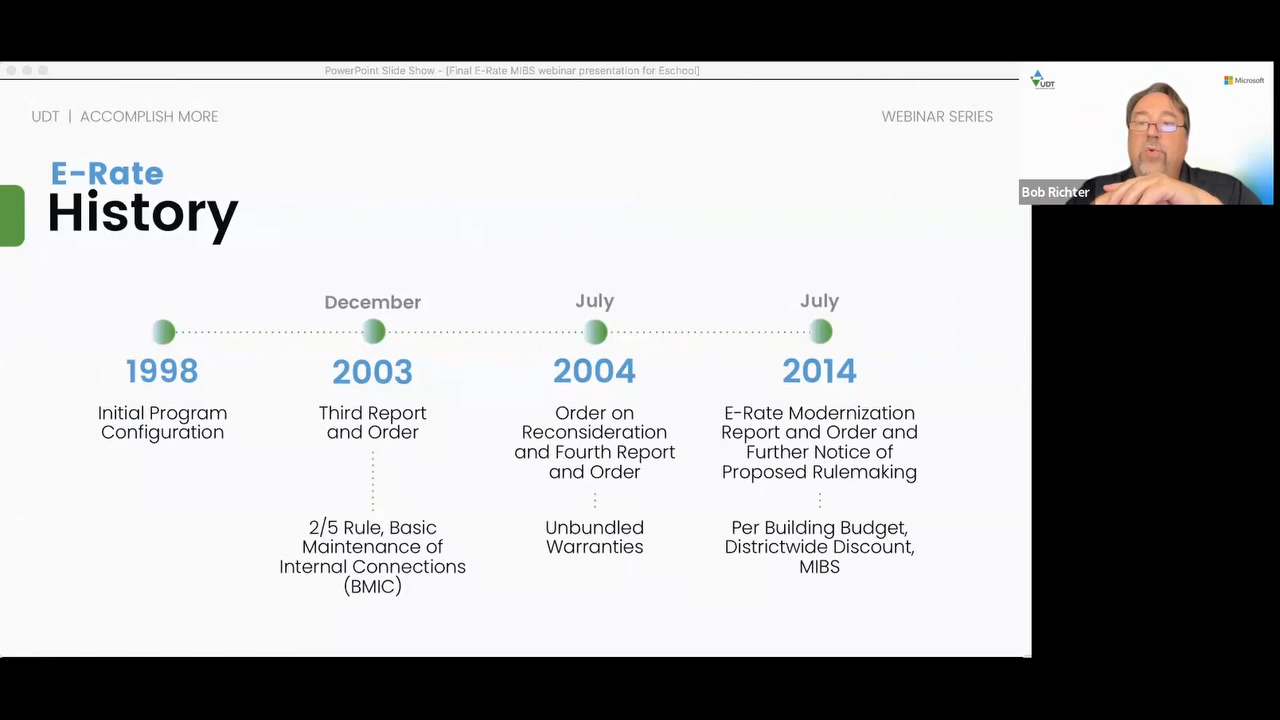 PowerPoint Slide Show - [Final E-Rate MIBS webinar presentation for Eschool]
UDT | ACCOMPLISH MORE
WEBINAR SERIES
UDT
Microsoft
Bob Richter
E-Rate
History
December
July
July
1998
2003
2004
2014
Initial Program
Configuration
Third Report
and Order
Order on
Reconsideration
and Fourth Report
and Order
E-Rate Modernization
Report and Order and
Further Notice of
Proposed Rulemaking
2/5 Rule, Basic
Maintenance of
Internal Connections
(BMIC)
Unbundled
Warranties
Per Building Budget,
Districtwide Discount,
MIBS